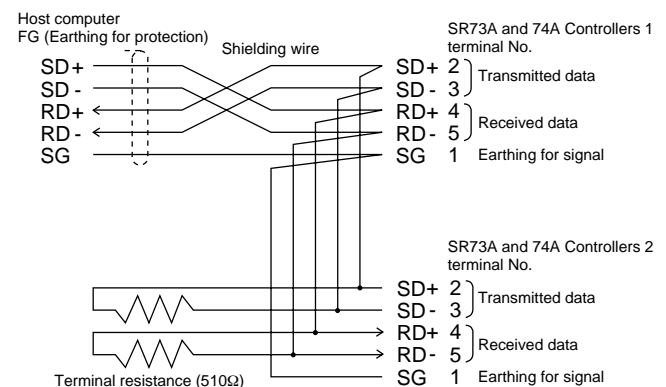 Host computer
FG (Earthing for protection)
Shielding wire
SD+
SD -
RD+
RD -
SG
SR73A and 74A Controllers 1
terminal No.
SD+ 2
SD - 3
Transmitted data
RD+ 4
RD - 5
Received data
SG 1 Earthing for signal
SR73A and 74A Controllers 2
terminal No.
SD+ 2
SD - 3
Transmitted data
RD+ 4
RD - 5
Received data
SG 1 Earthing for signal
Terminal resistance (510Ω)